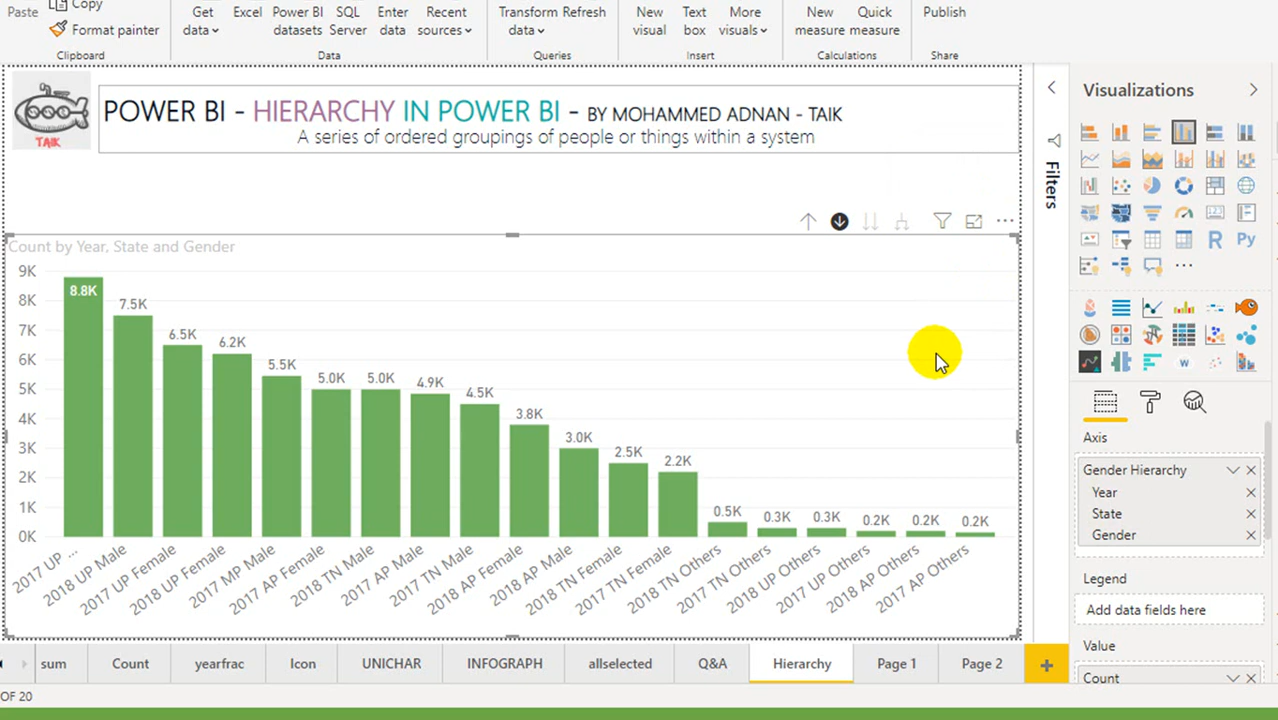 Paste
Copy
Format painter
Clipboard
Get data
Excel
Power BI datasets
SQL Server
Enter data
Recent sources
Data
Transform data
Refresh
Queries
New visual
Text box
More visuals
Insert
New measure
Quick measure
Calculations
Publish
Share
TAIK
POWER BI - HIERARCHY IN POWER BI - BY MOHAMMED ADNAN - TAIK
A series of ordered groupings of people or things within a system
Filters
Count by Year, State and Gender
9K
8K
7K
6K
5K
4K
3K
2K
1K
0K
8.8K
7.5K
6.5K
6.2K
5.5K
5.0K
5.0K
4.9K
4.5K
3.8K
3.0K
2.5K
2.2K
0.5K
0.3K
0.3K
0.2K
0.2K
0.2K
2017 UP ...
2018 UP Male
2017 UP Female
2018 UP Female
2017 MP Male
2017 AP Female
2018 TN Male
2017 AP Male
2017 TN Male
2018 AP Female
2018 AP Male
2018 TN Female
2017 TN Female
2018 TN Others
2017 TN Others
2018 UP Others
2017 UP Others
2018 AP Others
2017 AP Others
Visualizations
R
Py
W
Axis
Gender Hierarchy
Year
State
Gender
Legend
Add data fields here
Value
Count
sum
Count
yearfrac
Icon
UNICHAR
INFOGRAPH
allselected
Q&A
Hierarchy
Page 1
Page 2
OF 20